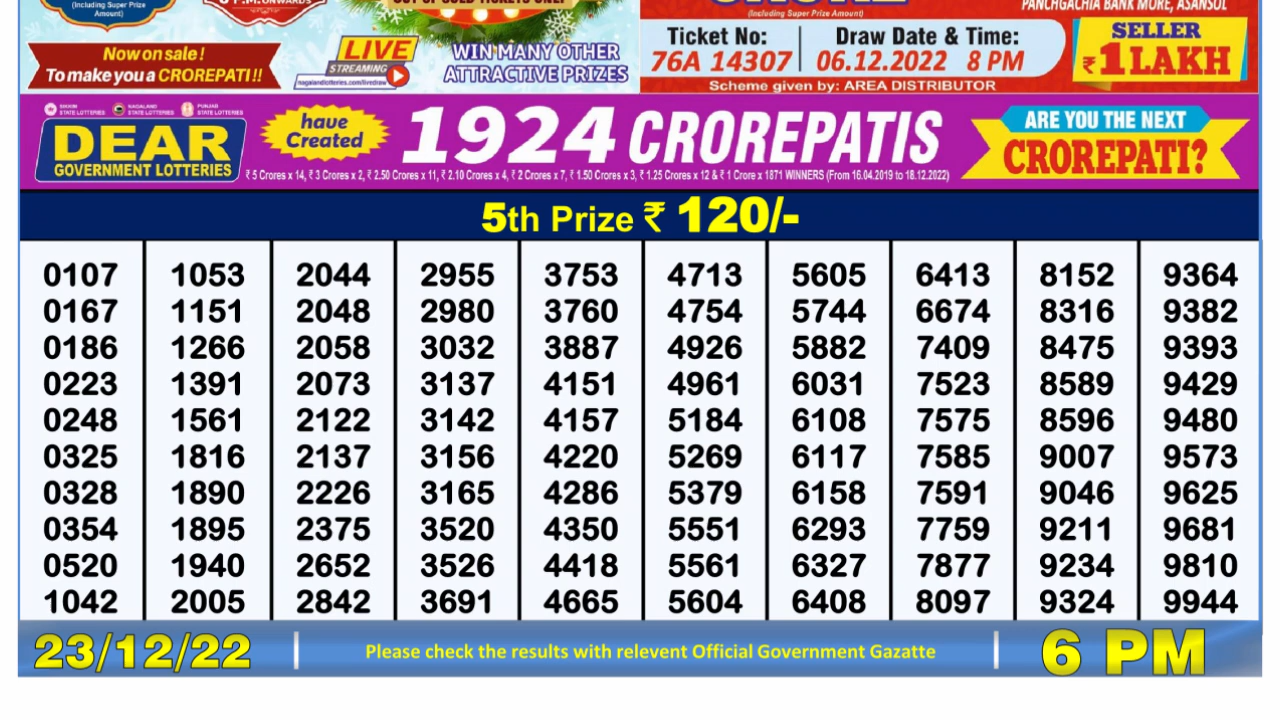 (Including Super Prize
Amount)
8 P.M. ONWARDS
OUT OF SOLD TICKETS ONLY
Now on sale !
To make you a CROREPATI !!
LIVE
STREAMING
nagalandlotteries.com/livedraw
WIN MANY OTHER
ATTRACTIVE PRIZES
(Including Super Prize Amount)
PANCHGACHIA BANK MORE, ASANSOL
Ticket No:
76A 14307
Draw Date & Time:
06.12.2022 8 PM
SELLER
₹1 LAKH
Scheme given by: AREA DISTRIBUTOR
SIKKIM
STATE LOTTERIES
NAGALAND
STATE LOTTERIES
PUNJAB
STATE LOTTERIES
DEAR
GOVERNMENT LOTTERIES
have
Created
1924 CROREPATIS
₹ 5 Crores x 14, ₹ 3 Crores x 2, ₹ 2.50 Crores x 11, ₹ 2.10 Crores x 4, ₹ 2 Crores x 7, ₹ 1.50 Crores x 3, ₹ 1.25 Crores x 12 & ₹ 1 Crore x 1871 WINNERS (From 16.04.2019 to 18.12.2022)
ARE YOU THE NEXT
CROREPATI?
5th Prize ₹ 120/-
0107 1053 2044 2955 3753 4713 5605 6413 8152 9364
0167 1151 2048 2980 3760 4754 5744 6674 8316 9382
0186 1266 2058 3032 3887 4926 5882 7409 8475 9393
0223 1391 2073 3137 4151 4961 6031 7523 8589 9429
0248 1561 2122 3142 4157 5184 6108 7575 8596 9480
0325 1816 2137 3156 4220 5269 6117 7585 9007 9573
0328 1890 2226 3165 4286 5379 6158 7591 9046 9625
0354 1895 2375 3520 4350 5551 6293 7759 9211 9681
0520 1940 2652 3526 4418 5561 6327 7877 9234 9810
1042 2005 2842 3691 4665 5604 6408 8097 9324 9944
23/12/22
Please check the results with relevent Official Government Gazatte
6 PM